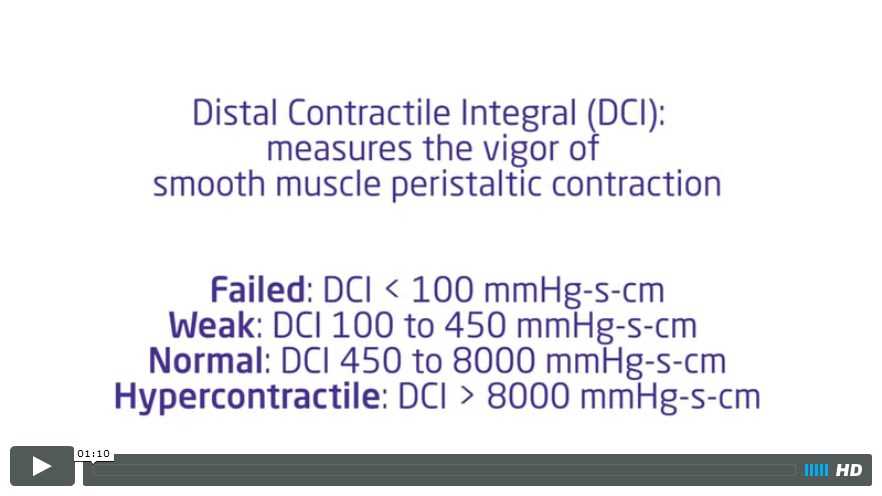 Distal Contractile Integral (DCI):
measures the vigor of
smooth muscle peristaltic contraction
Failed: DCI < 100 mmHg-s-cm
Weak: DCI 100 to 450 mmHg-s-cm
Normal: DCI 450 to 8000 mmHg-s-cm
Hypercontractile: DCI > 8000 mmHg-s-cm
01:10
HD